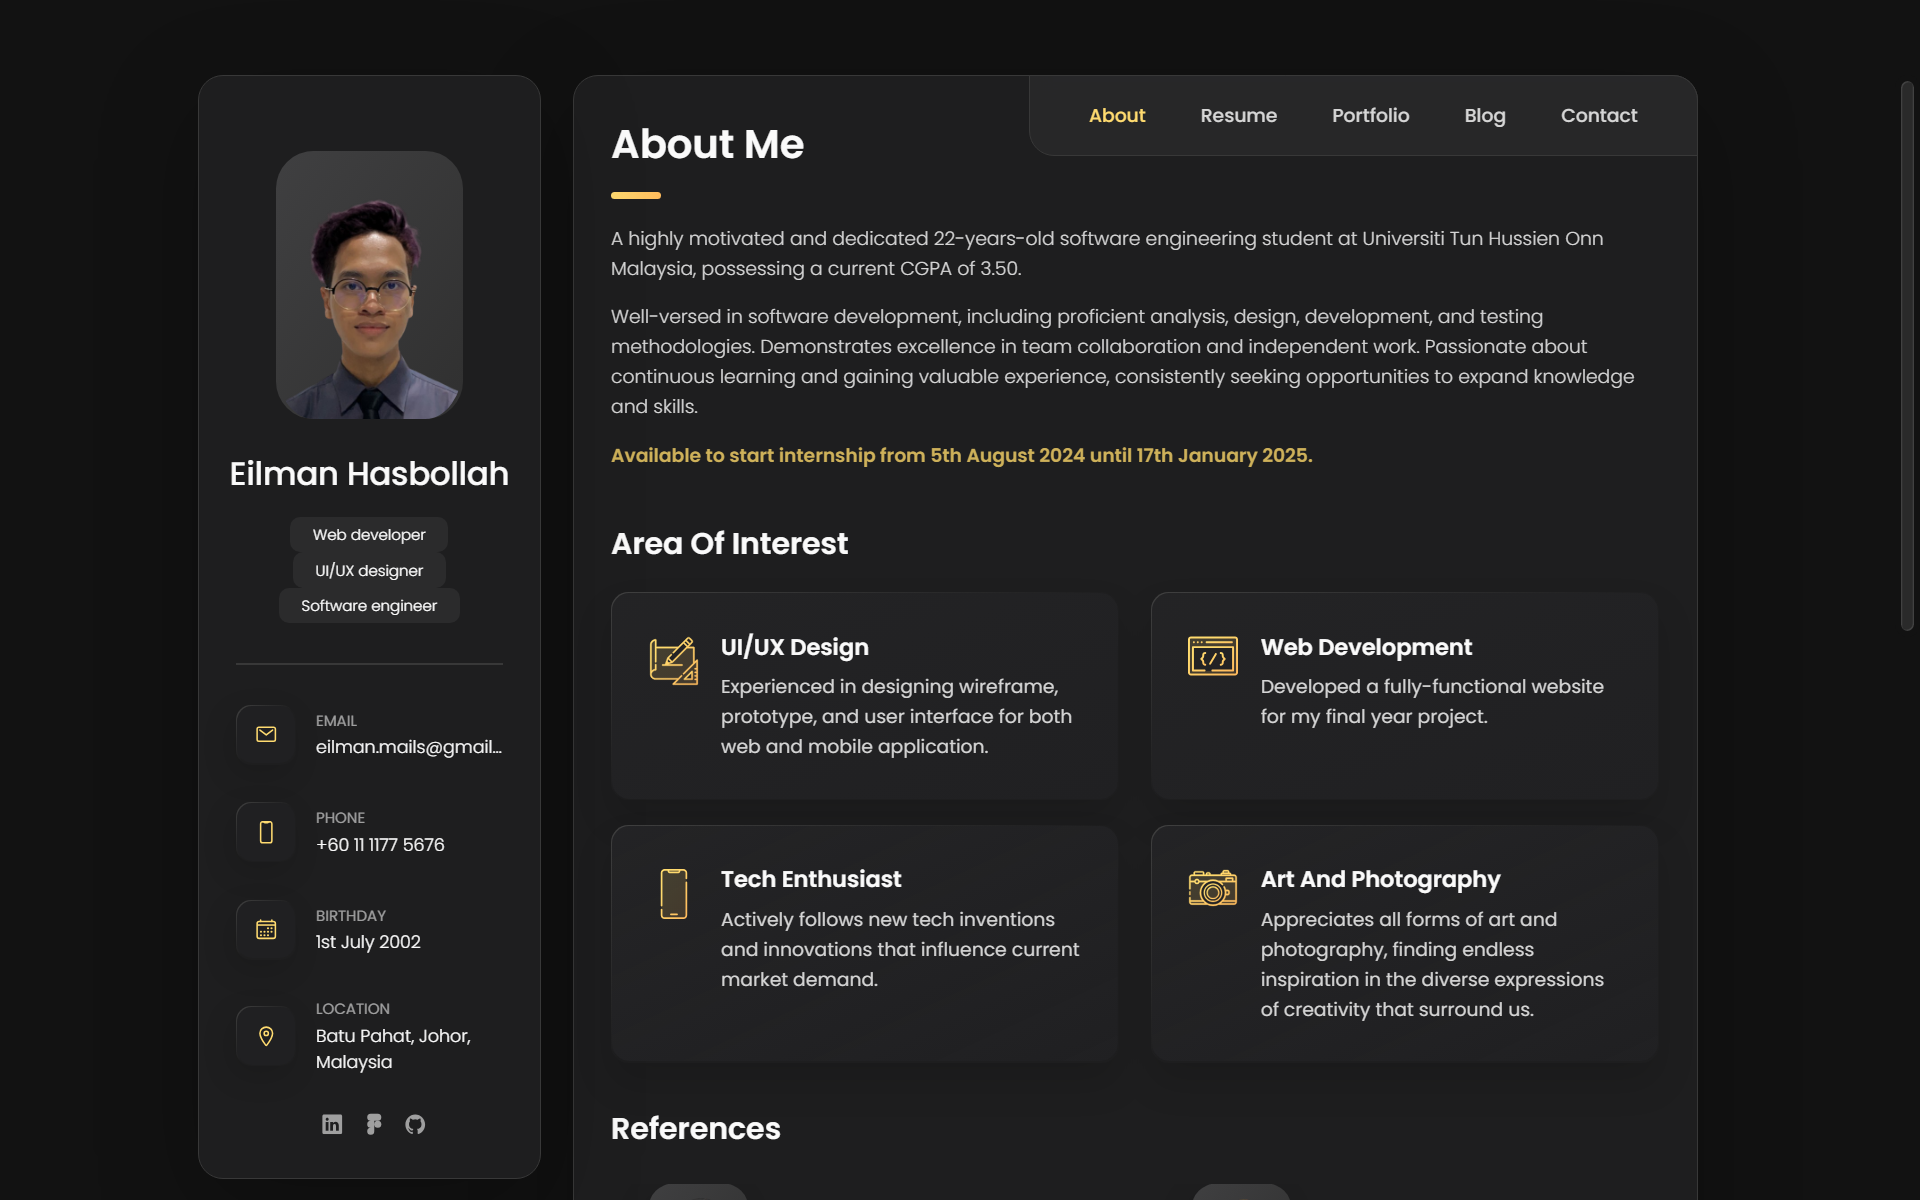 Eilman Hasbollah
Web developer
UI/UX designer
Software engineer
EMAIL
eilman.mails@gmail...
PHONE
+60 11 1177 5676
BIRTHDAY
1st July 2002
LOCATION
Batu Pahat, Johor,
Malaysia
About
Resume
Portfolio
Blog
Contact
About Me
A highly motivated and dedicated 22-years-old software engineering student at Universiti Tun Hussien Onn
Malaysia, possessing a current CGPA of 3.50.
Well-versed in software development, including proficient analysis, design, development, and testing
methodologies. Demonstrates excellence in team collaboration and independent work. Passionate about
continuous learning and gaining valuable experience, consistently seeking opportunities to expand knowledge
and skills.
Available to start internship from 5th August 2024 until 17th January 2025.
Area Of Interest
UI/UX Design
Experienced in designing wireframe,
prototype, and user interface for both
web and mobile application.
Web Development
Developed a fully-functional website
for my final year project.
Tech Enthusiast
Actively follows new tech inventions
and innovations that influence current
market demand.
Art And Photography
Appreciates all forms of art and
photography, finding endless
inspiration in the diverse expressions
of creativity that surround us.
References